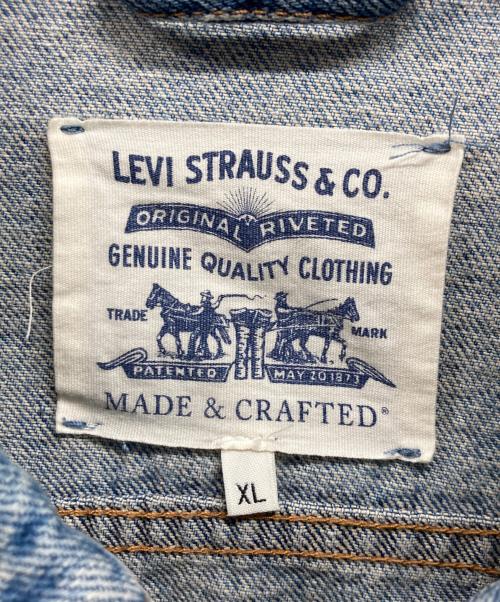 LEVI STRAUSS & CO.
ORIGINAL RIVETED
GENUINE QUALITY CLOTHING
TRADE MARK
PATENTED MAY 20 1873
MADE & CRAFTED®
XL